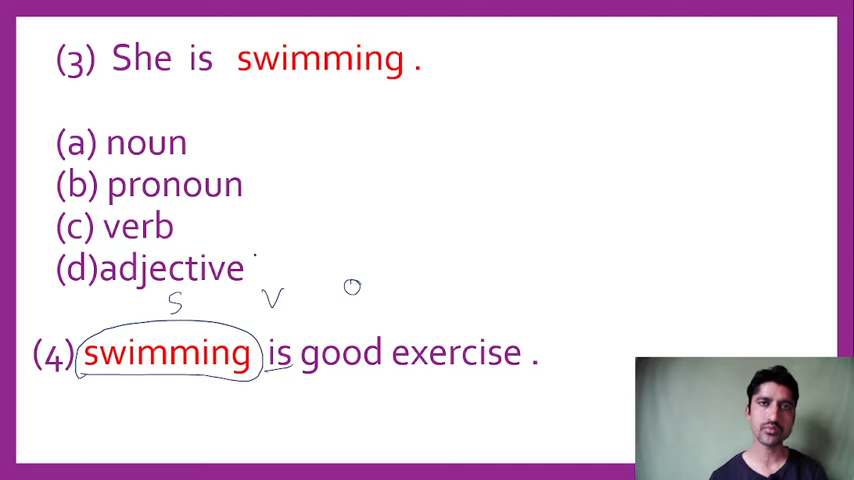 (3) She is swimming .
(a) noun
(b) pronoun
(c) verb
(d)adjective
S V O
(4) swimming is good exercise .